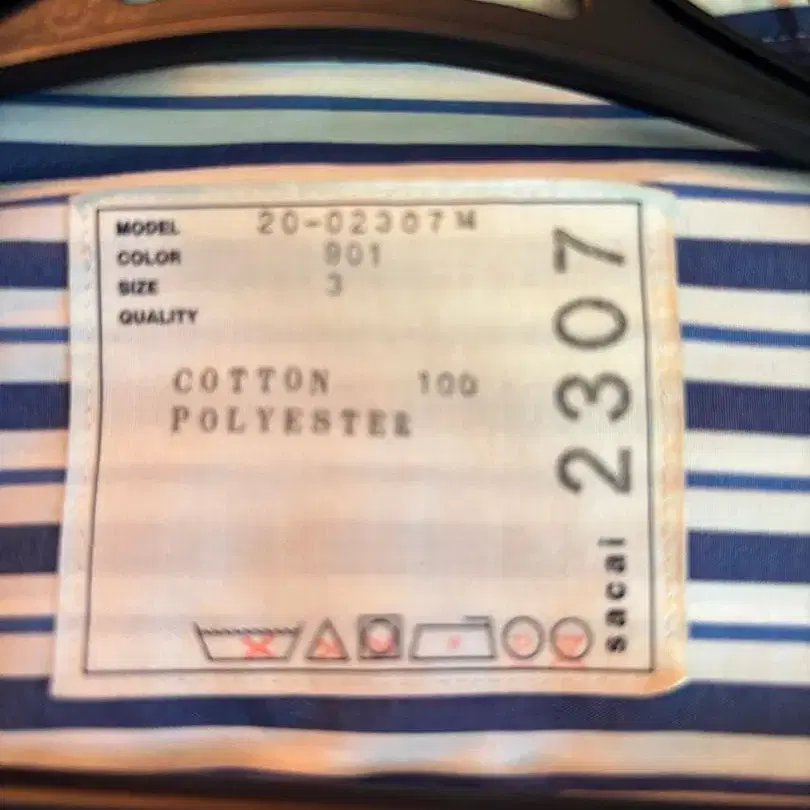 MODEL 20-02307M
COLOR 901
SIZE 3
QUALITY
COTTON 100
POLYESTER
sacai 2307